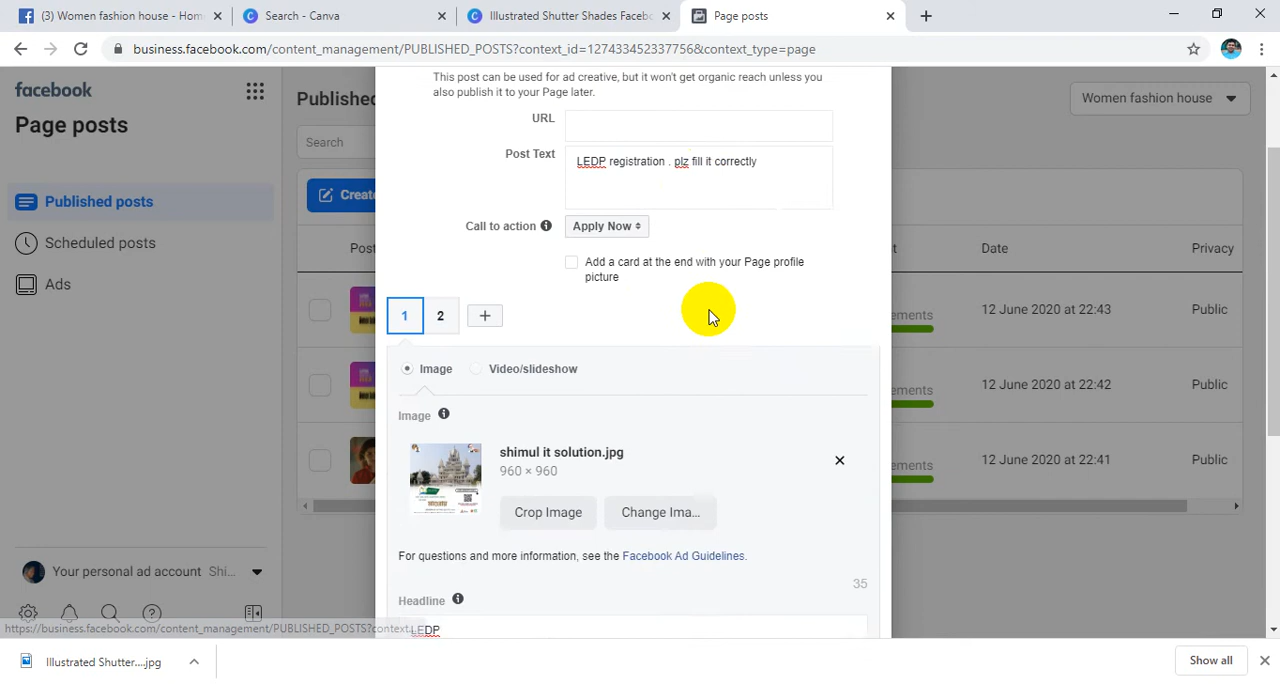 (3) Women fashion house - Hom
Search - Canva
Illustrated Shutter Shades Faceb
Page posts
business.facebook.com/content_management/PUBLISHED_POSTS?context_id=127433452337756&context_type=page
facebook
Page posts
Published posts
Scheduled posts
Ads
Your personal ad account Shi...
https://business.facebook.com/content_management/PUBLISHED_POSTS?context
Published
Women fashion house
Search
Create
Post
Date
Privacy
ements
12 June 2020 at 22:43
Public
ements
12 June 2020 at 22:42
Public
ements
12 June 2020 at 22:41
Public
This post can be used for ad creative, but it won't get organic reach unless you
also publish it to your Page later.
URL
Post Text
LEDP registration . plz fill it correctly
Call to action
Apply Now
Add a card at the end with your Page profile
picture
1
2
+
Image
Video/slideshow
Image
shimul it solution.jpg
960 × 960
Crop Image
Change Ima...
For questions and more information, see the Facebook Ad Guidelines.
35
Headline
LEDP
Illustrated Shutter....jpg
Show all